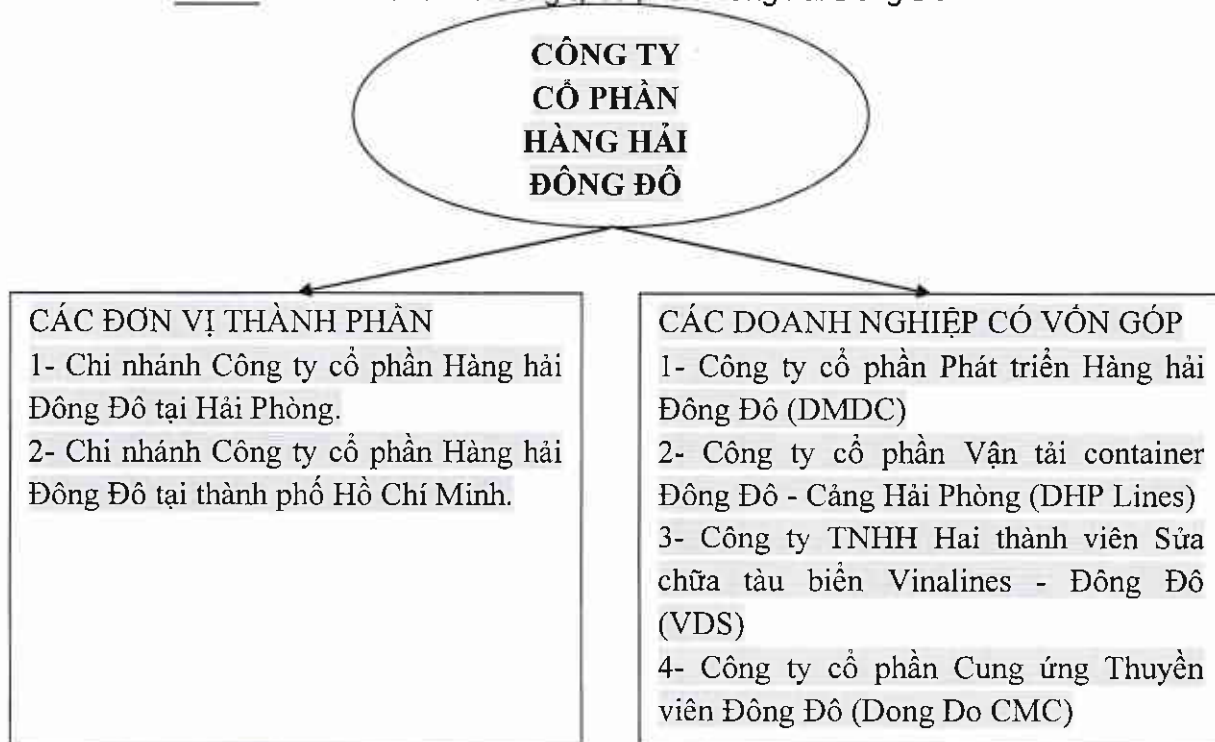 CÔNG TY
CỔ PHẦN
HÀNG HẢI
ĐÔNG ĐÔ
CÁC ĐƠN VỊ THÀNH PHẦN
1- Chi nhánh Công ty cổ phần Hàng hải
Đông Đô tại Hải Phòng.
2- Chi nhánh Công ty cổ phần Hàng hải
Đông Đô tại thành phố Hồ Chí Minh.
CÁC DOANH NGHIỆP CÓ VỐN GÓP
1- Công ty cổ phần Phát triển Hàng hải
Đông Đô (DMDC)
2- Công ty cổ phần Vận tải container
Đông Đô - Cảng Hải Phòng (DHP Lines)
3- Công ty TNHH Hai thành viên Sửa
chữa tàu biển Vinalines - Đông Đô
(VDS)
4- Công ty cổ phần Cung ứng Thuyền
viên Đông Đô (Dong Do CMC)